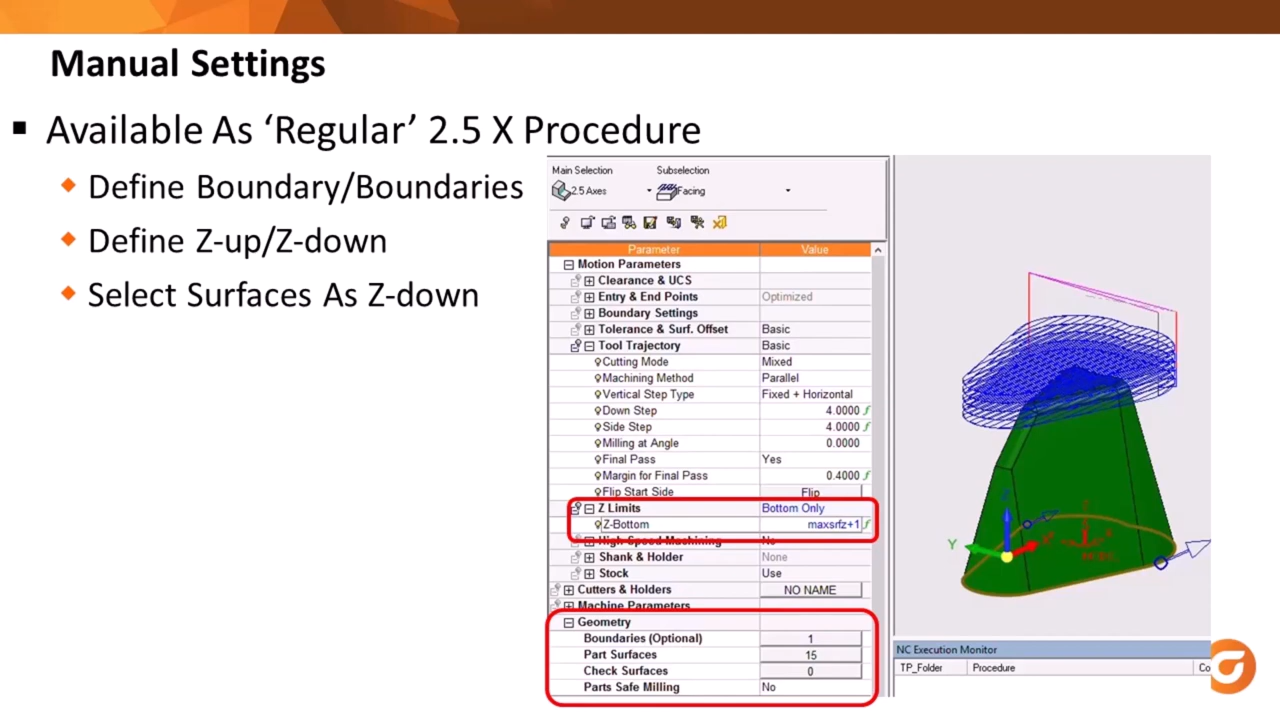 Manual Settings
Available As ‘Regular’ 2.5 X Procedure
Define Boundary/Boundaries
Define Z-up/Z-down
Select Surfaces As Z-down
Main Selection Subselection
2.5 Axes Facing
Parameter Value
Motion Parameters
Clearance & UCS
Entry & End Points Optimized
Boundary Settings
Tolerance & Surf. Offset Basic
Tool Trajectory Basic
Cutting Mode Mixed
Machining Method Parallel
Vertical Step Type Fixed + Horizontal
Down Step 4.0000 f
Side Step 4.0000 f
Milling at Angle 0.0000
Final Pass Yes
Margin for Final Pass 0.4000 f
Flip Start Side Flip
Z Limits Bottom Only
Z-Bottom maxsrfz+1 f
High Speed Machining No
Shank & Holder None
Stock Use
Cutters & Holders NO NAME
Machine Parameters
Geometry
Boundaries (Optional) 1
Part Surfaces 15
Check Surfaces 0
Parts Safe Milling No
Z
Y
NC Execution Monitor
TP_Folder Procedure Co